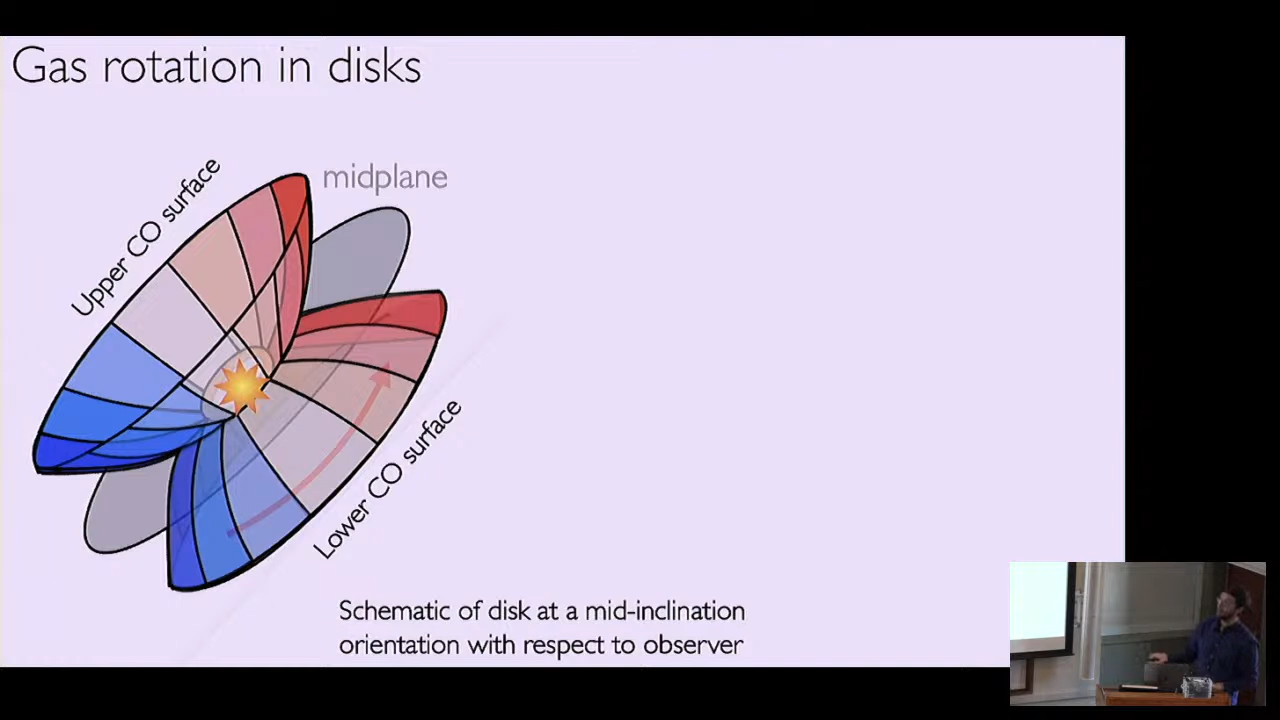 Gas rotation in disks
Upper CO surface
midplane
Lower CO surface
Schematic of disk at a mid-inclination
orientation with respect to observer